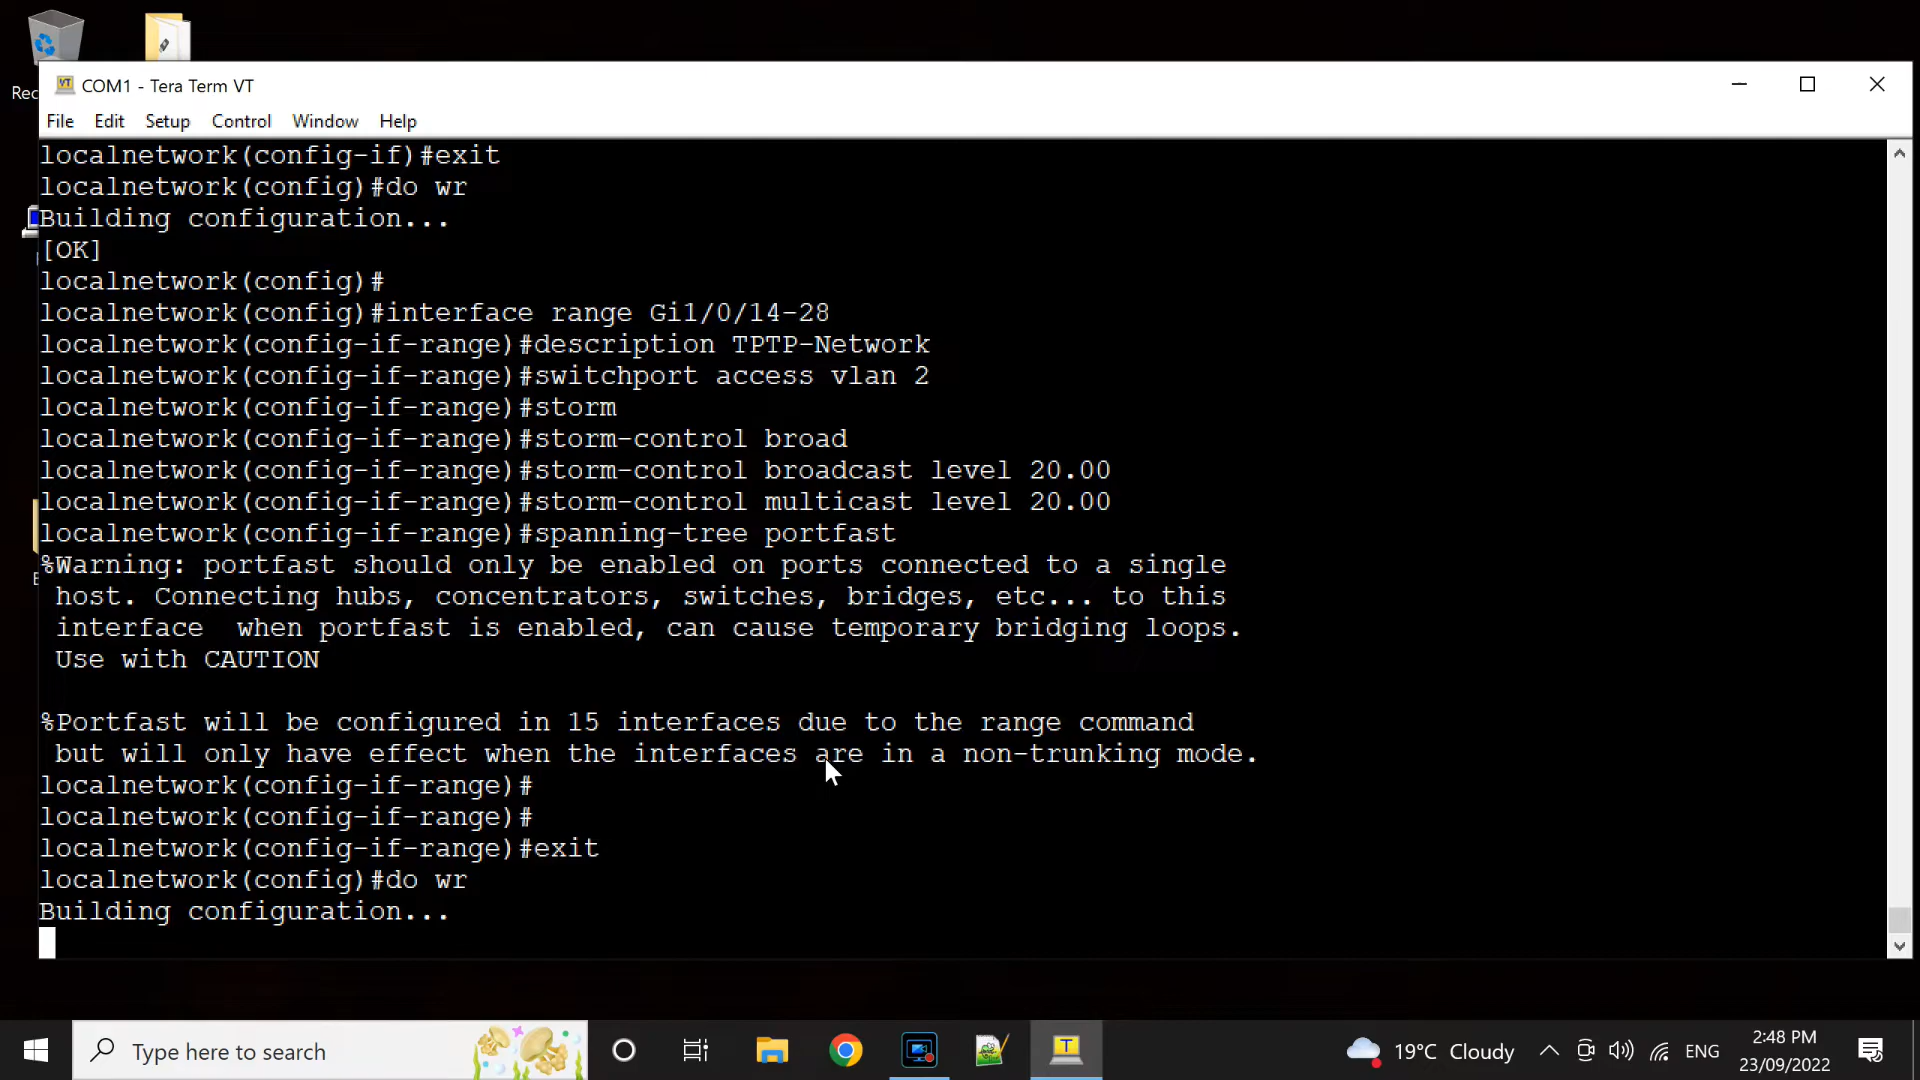 Rec
COM1 - Tera Term VT
File Edit Setup Control Window Help
localnetwork(config-if)#exit
localnetwork(config)#do wr
Building configuration...
[OK]
localnetwork(config)#
localnetwork(config)#interface range Gi1/0/14-28
localnetwork(config-if-range)#description TPTP-Network
localnetwork(config-if-range)#switchport access vlan 2
localnetwork(config-if-range)#storm
localnetwork(config-if-range)#storm-control broad
localnetwork(config-if-range)#storm-control broadcast level 20.00
localnetwork(config-if-range)#storm-control multicast level 20.00
localnetwork(config-if-range)#spanning-tree portfast
%Warning: portfast should only be enabled on ports connected to a single
host. Connecting hubs, concentrators, switches, bridges, etc... to this
interface  when portfast is enabled, can cause temporary bridging loops.
Use with CAUTION
%Portfast will be configured in 15 interfaces due to the range command
but will only have effect when the interfaces are in a non-trunking mode.
localnetwork(config-if-range)#
localnetwork(config-if-range)#
localnetwork(config-if-range)#exit
localnetwork(config)#do wr
Building configuration...
Type here to search
19°C Cloudy
ENG
2:48 PM
23/09/2022